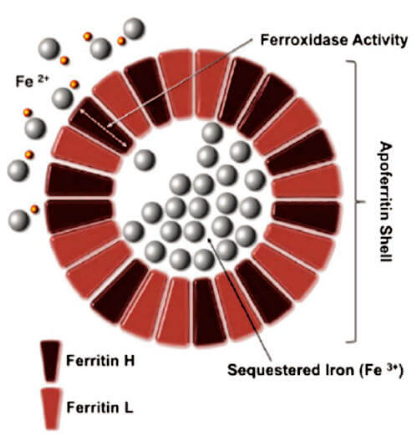 Ferroxidase Activity
Fe 2+
Apoferritin Shell
Sequestered Iron (Fe 3+)
Ferritin H
Ferritin L